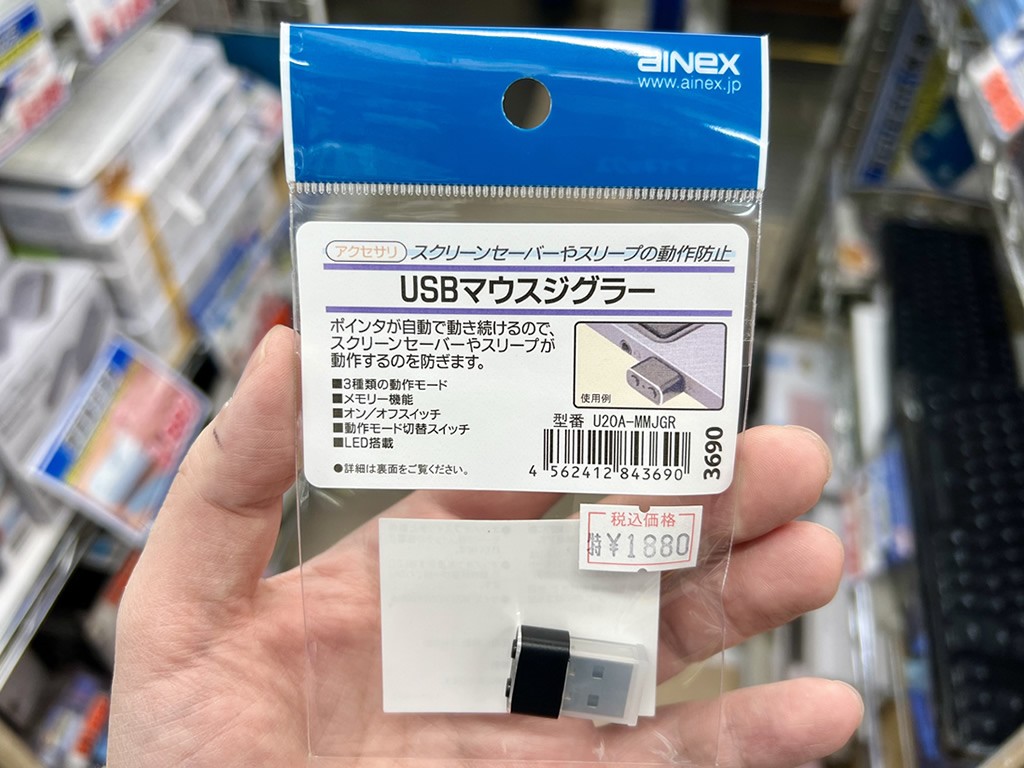 AINEX
www.ainex.jp
アクセサリ スクリーンセーバーやスリープの動作防止
USBマウスジグラー
ポインタが自動で動き続けるので、
スクリーンセーバーやスリープが
動作するのを防ぎます。
■3種類の動作モード
■メモリー機能
■オン/オフスイッチ
■動作モード切替スイッチ
■LED搭載
●詳細は裏面をご覧ください。
使用例
型番 U20A-MMJGR
4 562412 843690
3690
税込価格
特¥1880